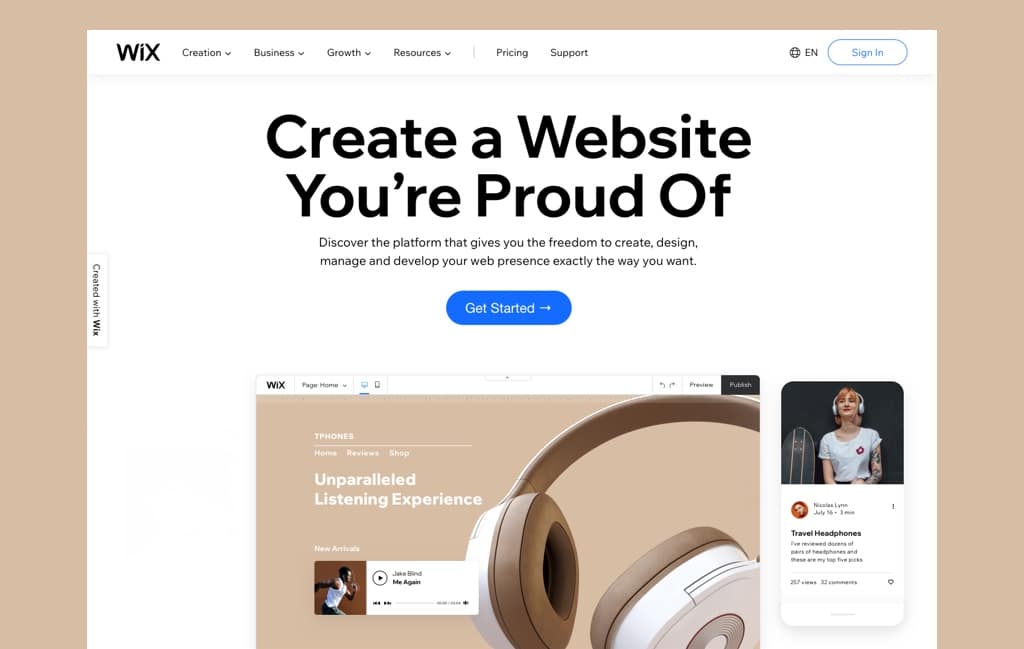 WiX
Creation
Business
Growth
Resources
Pricing
Support
EN
Sign In
Create a Website
You're Proud Of
Discover the platform that gives you the freedom to create, design,
manage and develop your web presence exactly the way you want.
Get Started →
Created with Wix
WiX
Page: Home
Preview
Publish
TPHONES
Home Reviews Shop
Unparalleled
Listening Experience
New Arrivals
Jake Blind
Me Again
Nicolas Lynn
July 16 • 3 min
Travel Headphones
I've reviewed dozens of
pairs of headphones and
these are my top five picks
257 views 32 comments